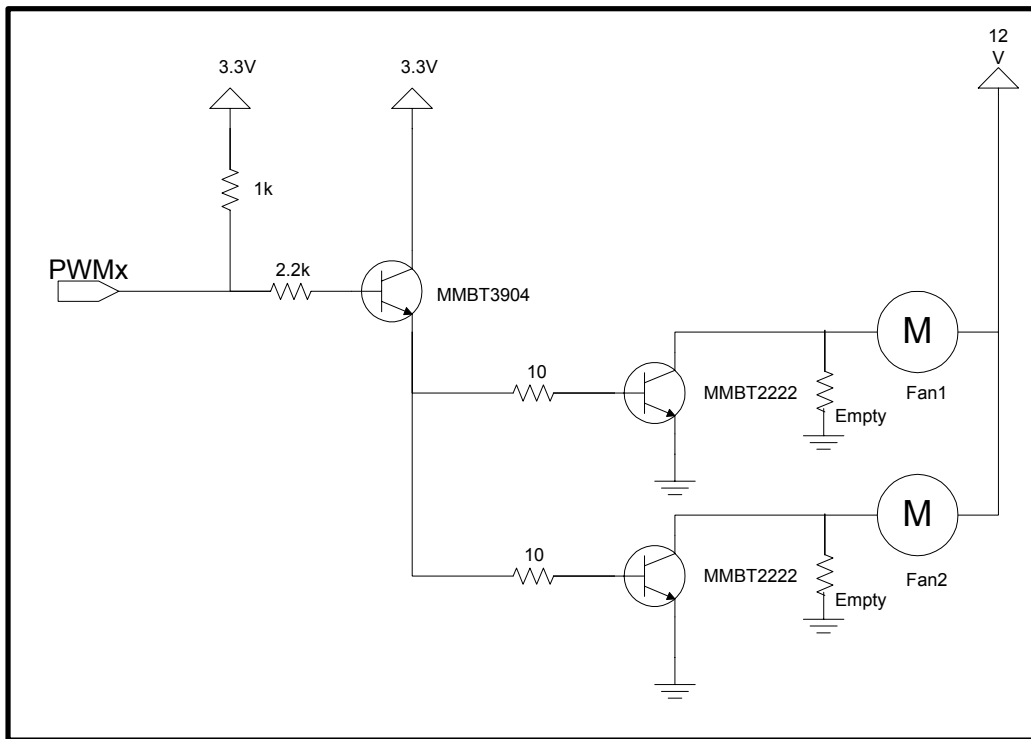 12
V
3.3V
3.3V
1k
PWMx
2.2k
MMBT3904
M
10
MMBT2222
Fan1
Empty
M
10
MMBT2222
Fan2
Empty